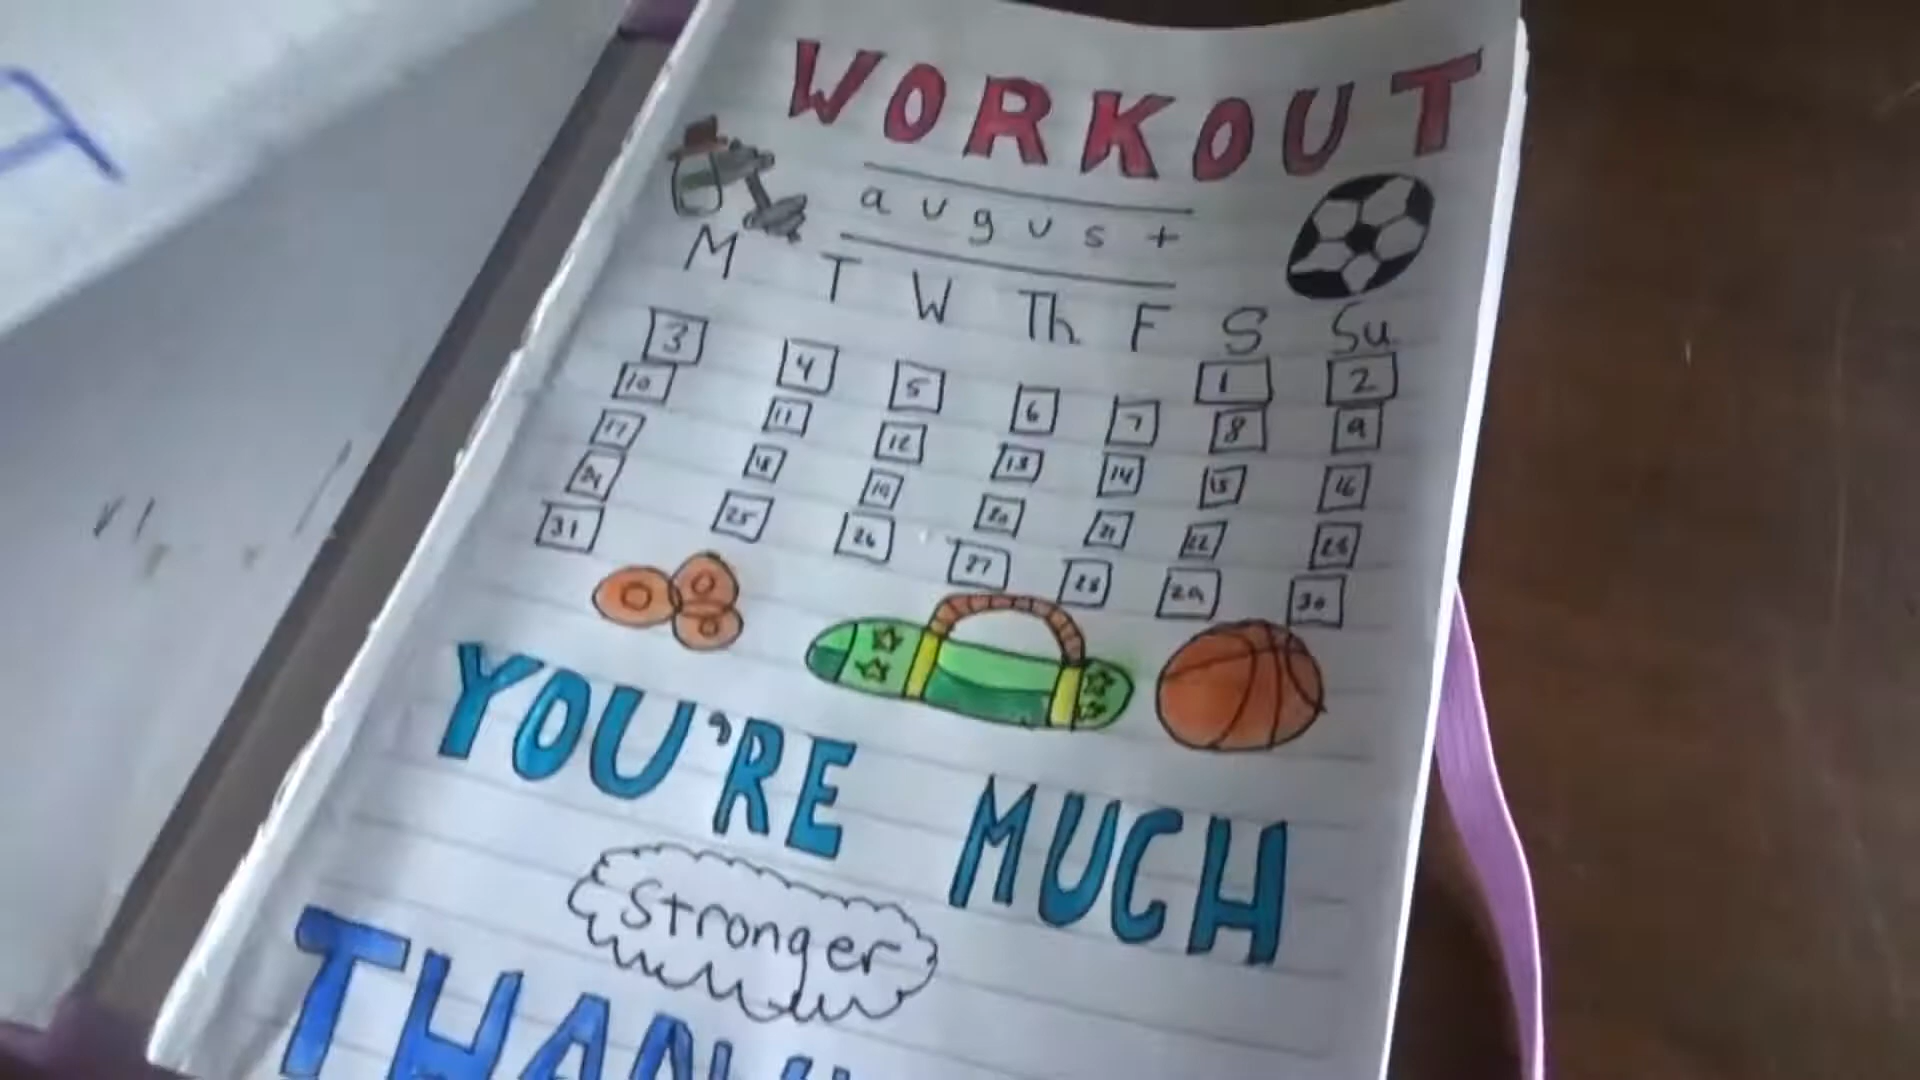 WORKOUT
august
M T W Th F S Su
1 2
3 4 5 6 7 8 9
10 11 12 13 14 15 16
17 18 19 20 21 22 23
24 25 26 27 28 29 30
31
YOU'RE MUCH
stronger